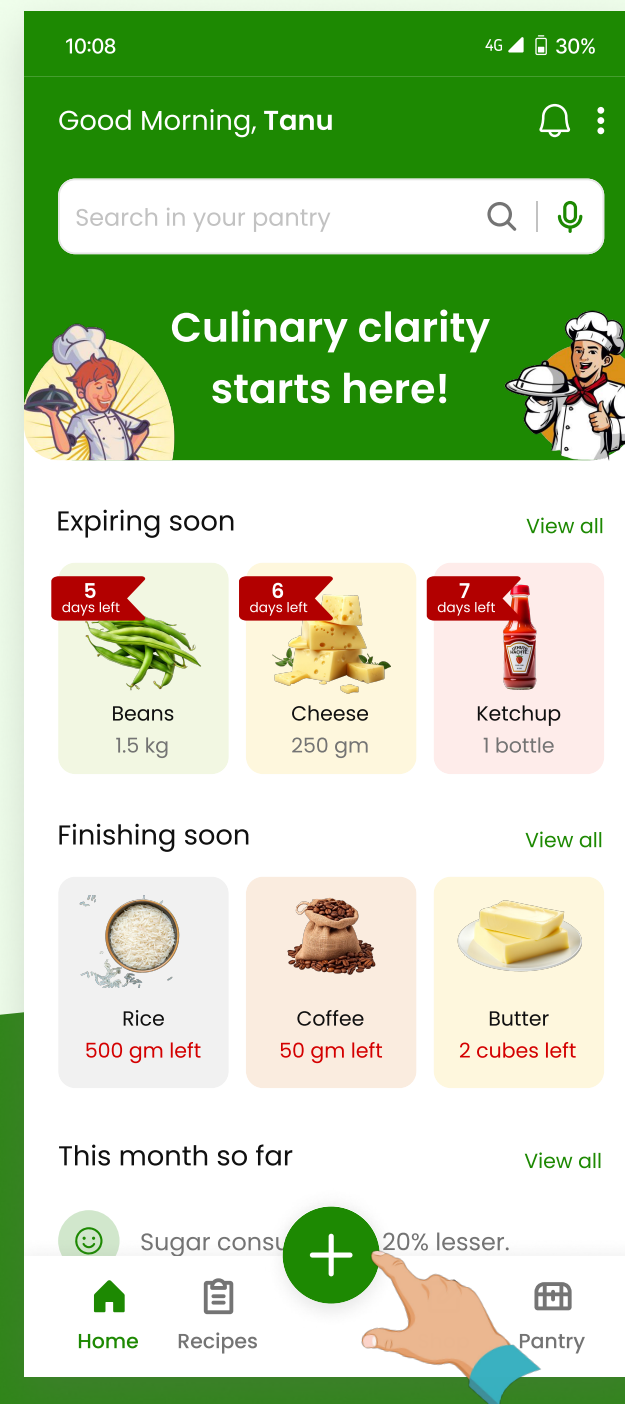 10:08 4G 30%
Good Morning, Tanu
Search in your pantry
Culinary clarity
starts here!
Expiring soon View all
5 6 7
days left days left days left
Beans Cheese Ketchup
1.5 kg 250 gm 1 bottle
Finishing soon View all
Rice Coffee Butter
500 gm left 50 gm left 2 cubes left
This month so far View all
Sugar consu 20% lesser.
Home Recipes Pantry